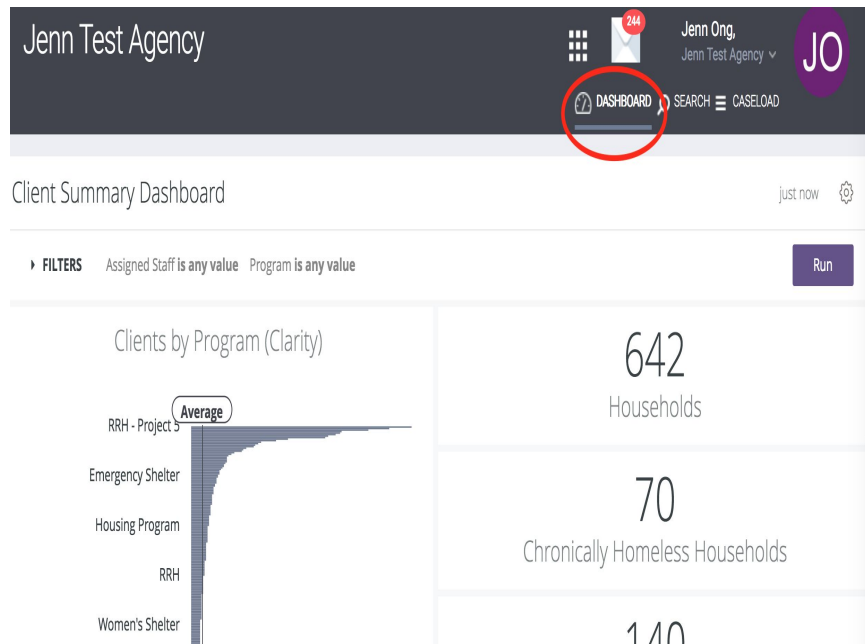 Jenn Test Agency
244
Jenn Ong,
Jenn Test Agency
JO
DASHBOARD SEARCH CASELOAD
Client Summary Dashboard
just now
FILTERS Assigned Staff is any value Program is any value
Run
Clients by Program (Clarity)
Average
RRH - Project 5
Emergency Shelter
Housing Program
RRH
Women's Shelter
642
Households
70
Chronically Homeless Households
140